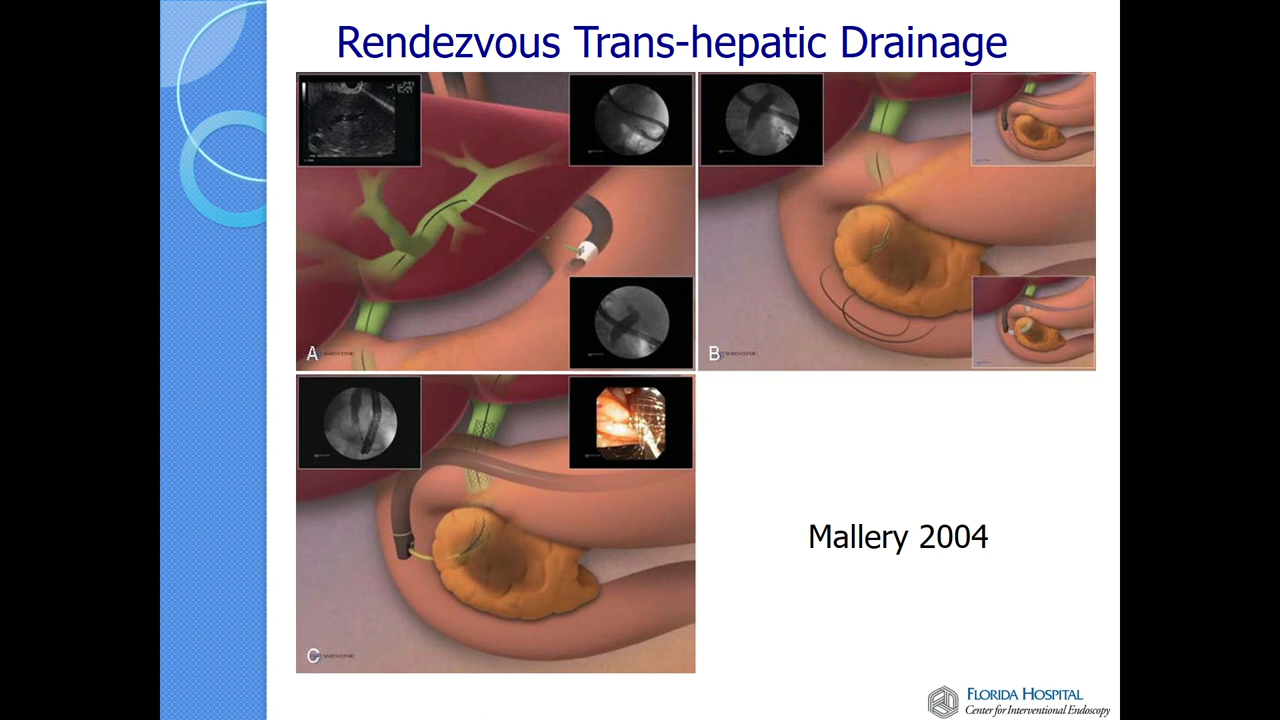 Rendezvous Trans-hepatic Drainage
A
B
C
Mallery 2004
FLORIDA HOSPITAL
Center for Interventional Endoscopy